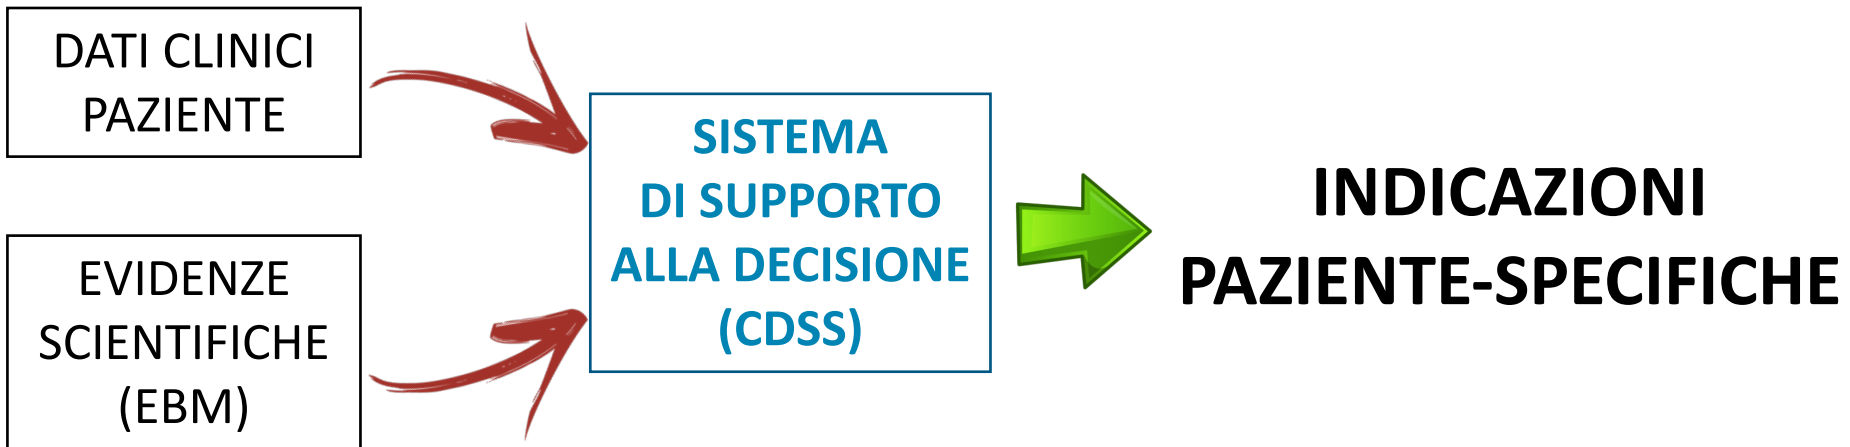 DATI CLINICI
PAZIENTE
EVIDENZE
SCIENTIFICHE
(EBM)
SISTEMA
DI SUPPORTO
ALLA DECISIONE
(CDSS)
INDICAZIONI
PAZIENTE-SPECIFICHE